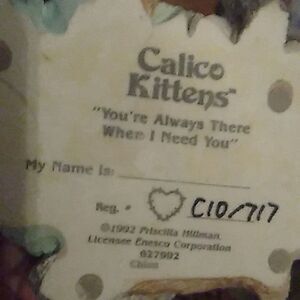 Calico
Kittens™
"You're Always There
When I Need You"
My Name Is:
Reg. # C10/717
©1992 Priscilla Hillman.
Licensee Enesco Corporation
627992
China